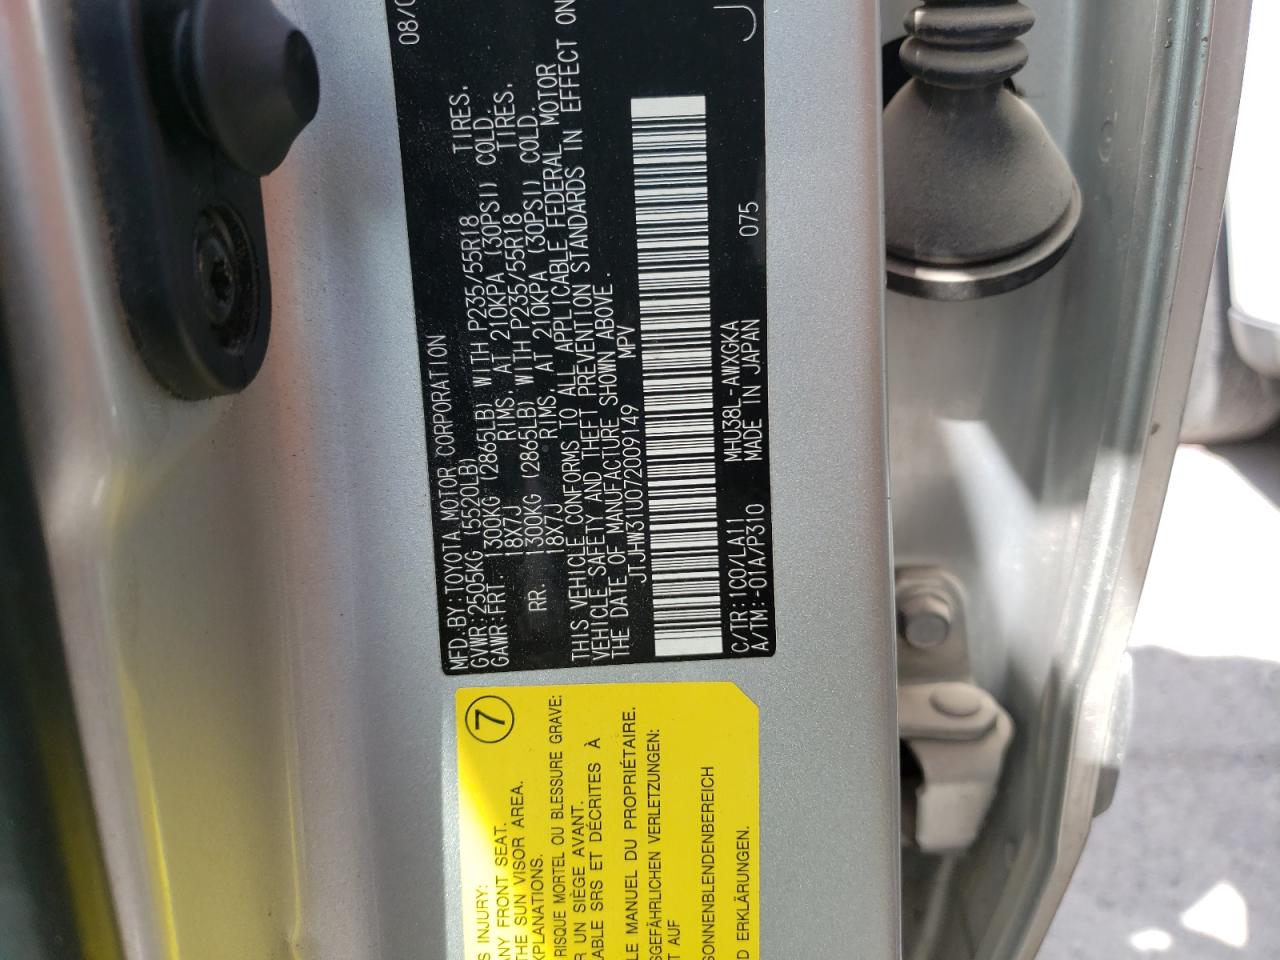 MFD.BY:TOYOTA MOTOR CORPORATION 08/0
GVWR:2505KG (5520LB)
GAWR:FRT. 1300KG (2865LB) WITH P235/55R18 TIRES,
18X7J RIMS, AT 210KPA (30PSI) COLD.
RR. 1300KG (2865LB) WITH P235/55R18 TIRES,
18X7J RIMS, AT 210KPA (30PSI) COLD.
THIS VEHICLE CONFORMS TO ALL APPLICABLE FEDERAL MOTOR
VEHICLE SAFETY AND THEFT PREVENTION STANDARDS IN EFFECT ON
THE DATE OF MANUFACTURE SHOWN ABOVE.
JTJHW31U072009149 MPV
C/TR:1C0/LA11 MHU38L-AWXGKA 075
A/TM:-01A/P310 MADE IN JAPAN J
7
S INJURY:
NY FRONT SEAT.
THE SUN VISOR AREA.
XPLANATIONS.
RISQUE MORTEL OU BLESSURE GRAVE:
R UN SIÈGE AVANT.
ABLE SRS ET DÉCRITES À
LE MANUEL DU PROPRIÉTAIRE.
SGEFÄHRLICHEN VERLETZUNGEN:
T AUF
SONNENBLENDENBEREICH
D ERKLÄRUNGEN.